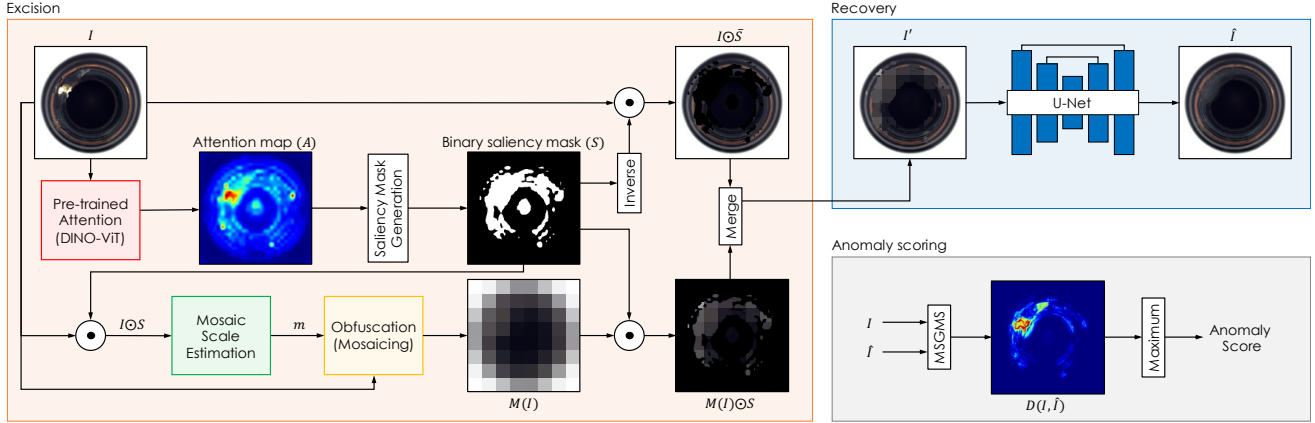 Excision
I
I⊙S̄
Attention map (A)
Binary saliency mask (S)
Pre-trained
Attention
(DINO-ViT)
Saliency Mask
Generation
Inverse
Merge
I⊙S
Mosaic
Scale
Estimation
m
Obfuscation
(Mosaicing)
M(I)
M(I)⊙S
Recovery
I′
U-Net
Î
Anomaly scoring
I
Î
MSGMS
D(I, Î)
Maximum
Anomaly
Score